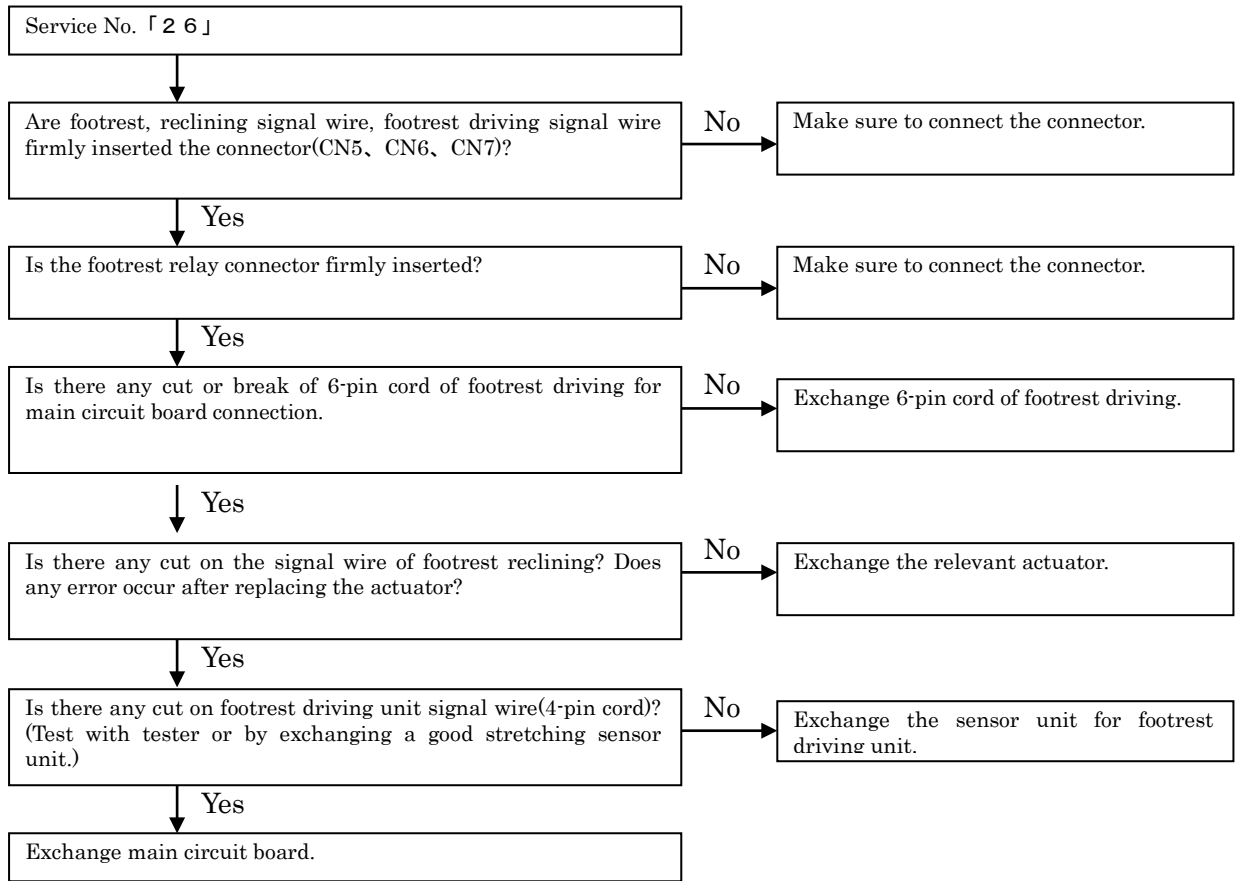 Service No.「２６」
Are footrest, reclining signal wire, footrest driving signal wire
firmly inserted the connector(CN5、CN6、CN7)?
No
Make sure to connect the connector.
Yes
Is the footrest relay connector firmly inserted?
No
Make sure to connect the connector.
Yes
Is there any cut or break of 6-pin cord of footrest driving for
main circuit board connection.
No
Exchange 6-pin cord of footrest driving.
Yes
Is there any cut on the signal wire of footrest reclining? Does
any error occur after replacing the actuator?
No
Exchange the relevant actuator.
Yes
Is there any cut on footrest driving unit signal wire(4-pin cord)?
(Test with tester or by exchanging a good stretching sensor
unit.)
No
Exchange the sensor unit for footrest
driving unit.
Yes
Exchange main circuit board.